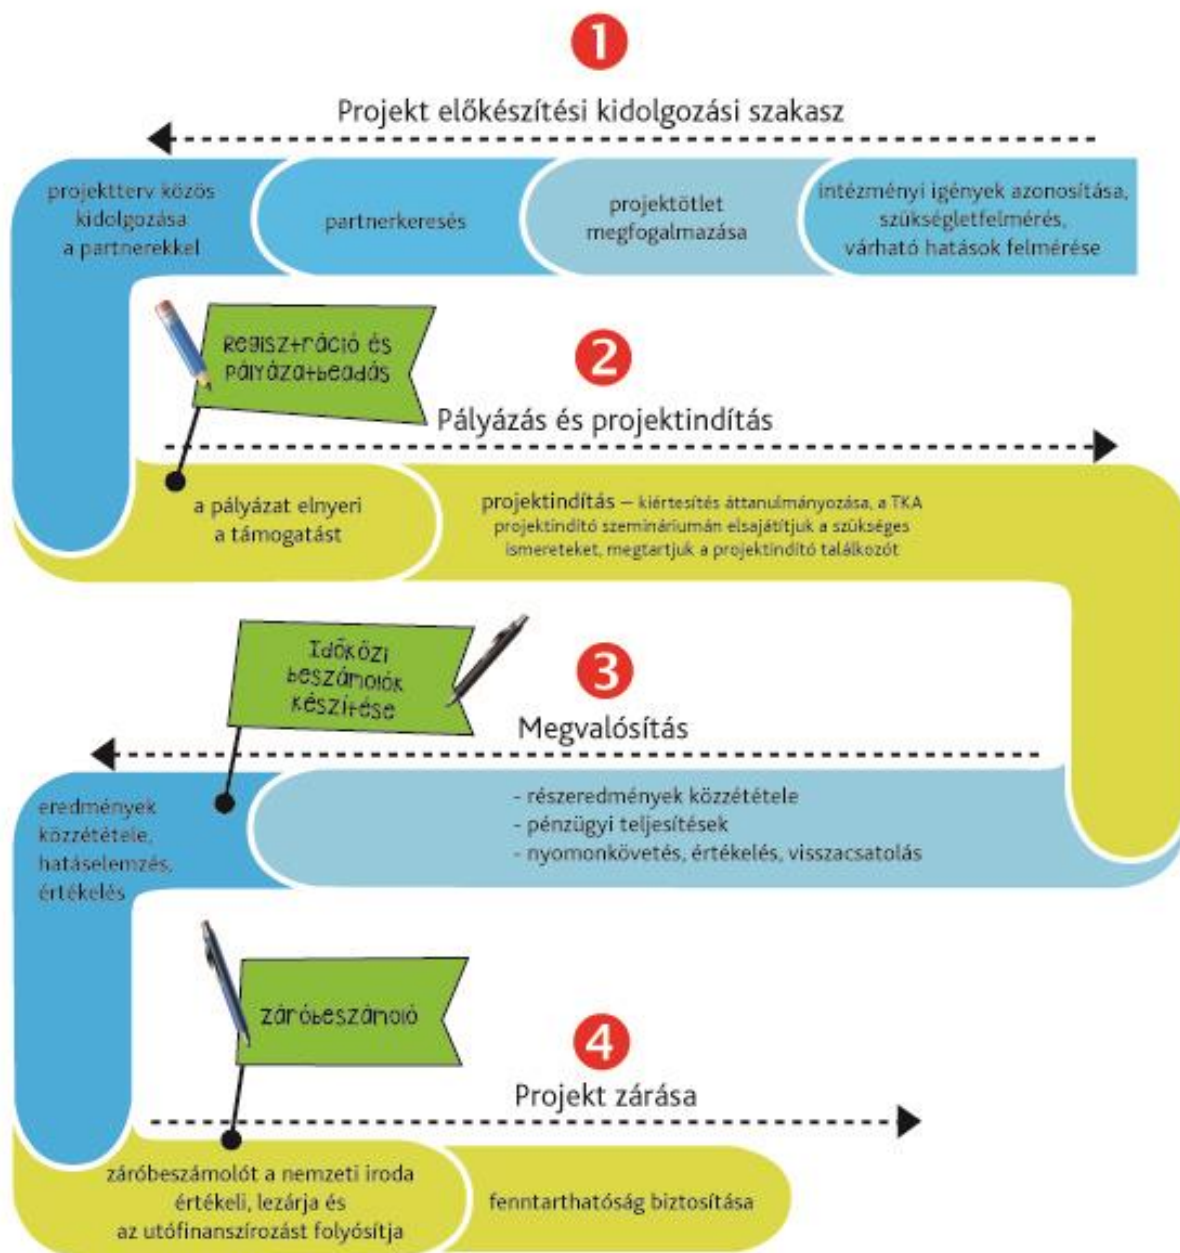 1
Projekt előkészítési kidolgozási szakasz
intézményi igények azonosítása,
szükségletfelmérés,
várható hatások felmérése
projektötlet
megfogalmazása
partnerkeresés
projektterv közös
kidolgozása
a partnerekkel
Regisztráció és
pályázatbeadás
2
Pályázás és projektindítás
a pályázat elnyeri
a támogatást
projektindítás – kiértesítés áttanulmányozása, a TKA
projektindító szemináriumán elsajátítjuk a szükséges
ismereteket, megtartjuk a projektindító találkozót
Időközi
beszámolók
készítése
3
Megvalósítás
- részeredmények közzététele
- pénzügyi teljesítések
- nyomonkövetés, értékelés, visszacsatolás
eredmények
közzététele,
hatáselemzés,
értékelés
záróbeszámoló
4
Projekt zárása
záróbeszámolót a nemzeti iroda
értékeli, lezárja és
az utófinanszírozást folyósítja
fenntarthatóság biztosítása